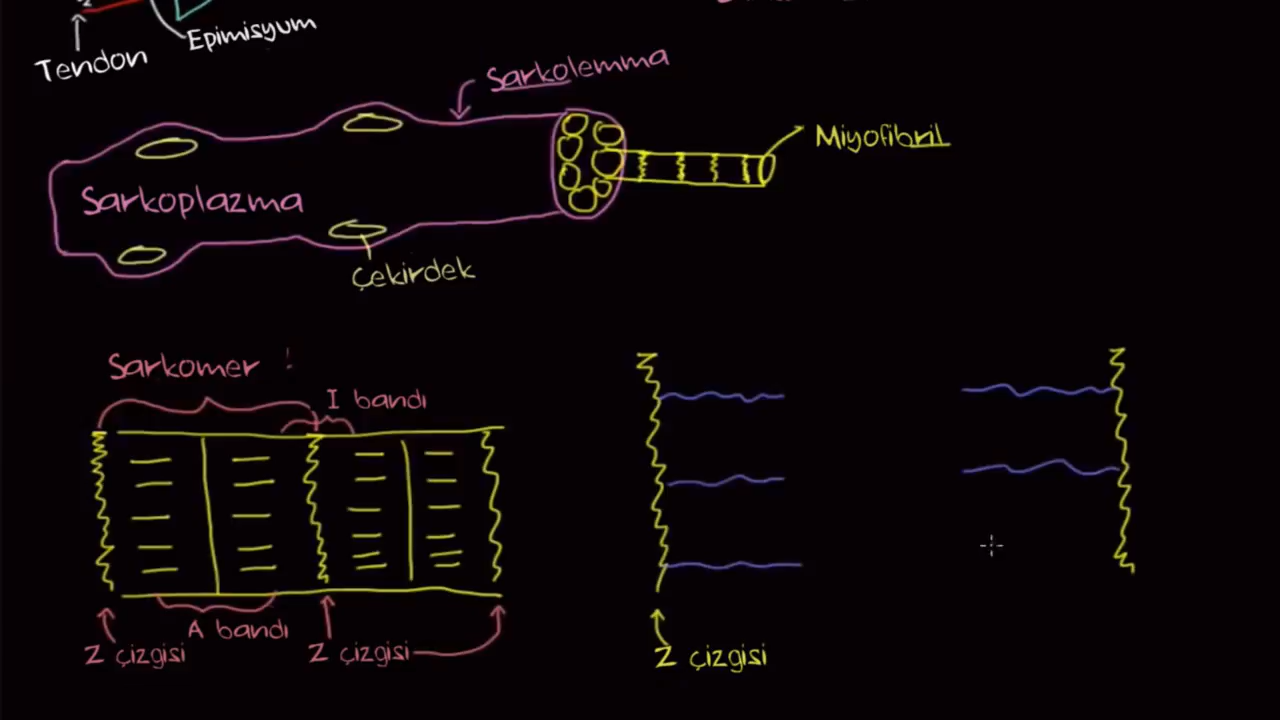 Epimisyum
Tendon
Sarkolemma
Miyofibril
Sarkoplazma
Çekirdek
Sarkomer !
I bandı
A bandı
Z çizgisi
Z çizgisi
Z çizgisi